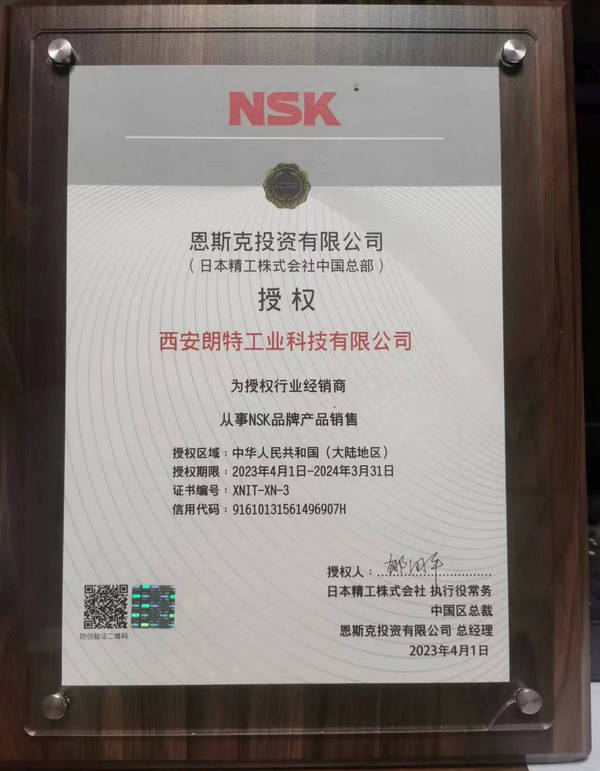 NSK
恩斯克投资有限公司
（日本精工株式会社中国总部）
授 权
西安朗特工业科技有限公司
为授权行业经销商
从事NSK品牌产品销售
授权区域：中华人民共和国（大陆地区）
授权期限：2023年4月1日-2024年3月31日
证书编号：XNIT-XN-3
信用代码：91610131561496907H
授权人：
日本精工株式会社 执行役常务
中国区总裁
恩斯克投资有限公司 总经理
2023年4月1日
防伪验证二维码